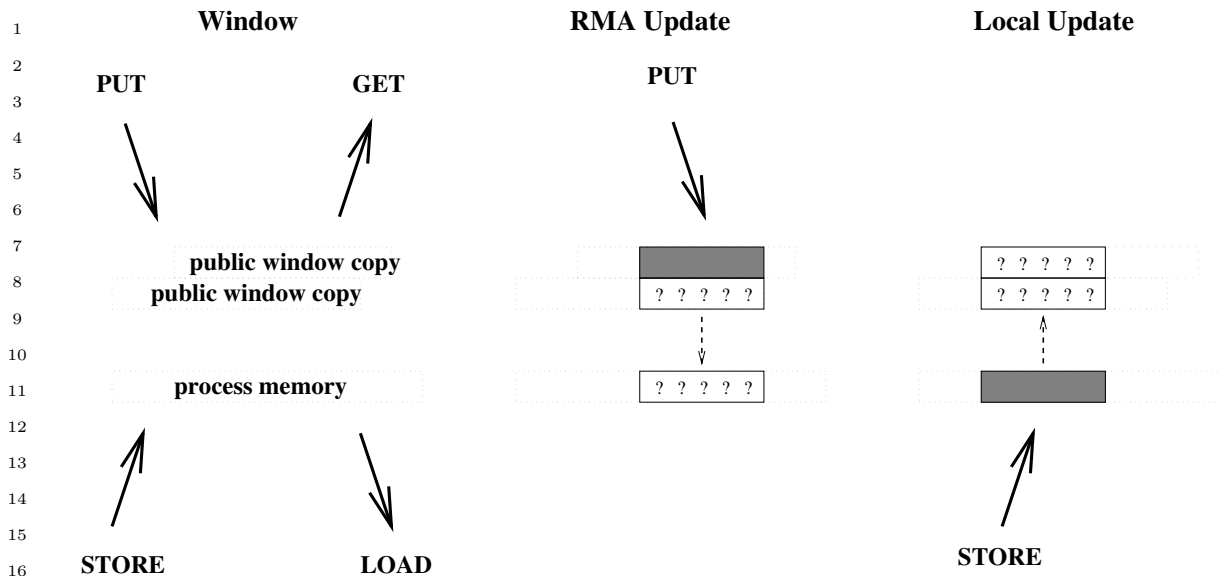 1 Window RMA Update Local Update
2 PUT GET PUT
3
4
5
6
7 public window copy ? ? ? ? ?
8 public window copy ? ? ? ? ? ? ? ? ? ?
9
10
11 process memory ? ? ? ? ?
12
13
14
15
16 STORE LOAD STORE